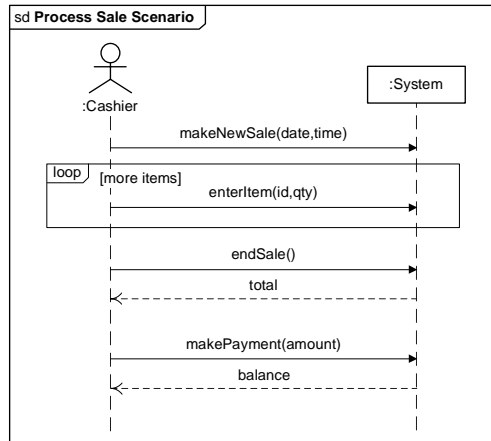 sd Process Sale Scenario
:Cashier
:System
makeNewSale(date,time)
loop
[more items]
enterItem(id,qty)
endSale()
total
makePayment(amount)
balance